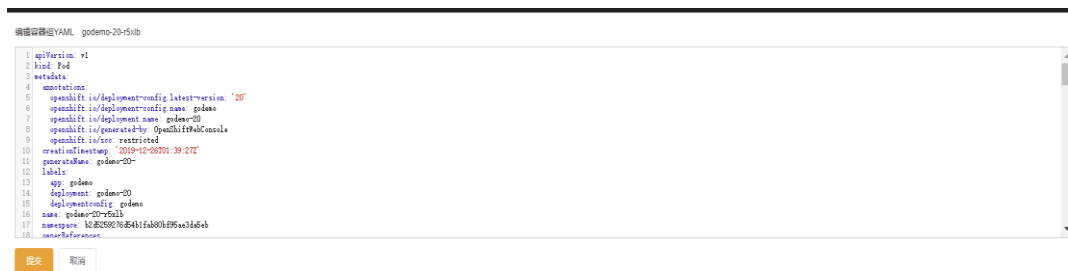 编辑容器组YAML godemo-20-r5xlb
1 apiVersion: v1
2 kind: Pod
3 metadata:
4 annotations:
5 openshift.io/deployment-config.latest-version: '20'
6 openshift.io/deployment-config.name: godemo
7 openshift.io/deployment.name: godemo-20
8 openshift.io/generated-by: OpenShiftWebConsole
9 openshift.io/scc: restricted
10 creationTimestamp: '2019-12-26T01:39:27Z'
11 generateName: godemo-20-
12 labels:
13 app: godemo
14 deployment: godemo-20
15 deploymentconfig: godemo
16 name: godemo-20-r5xlb
17 namespace: b2d5259276d54b1fab80bf95ae3da5eb
18 ownerReferences:
提交 取消